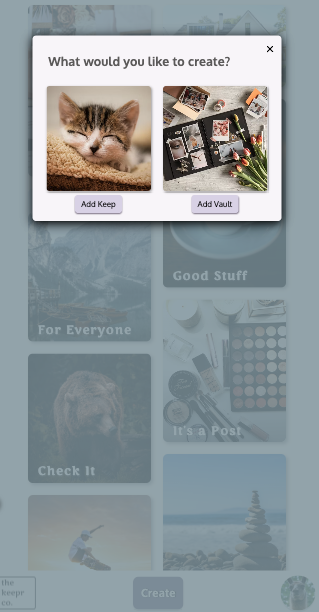 What would you like to create?
Add Keep
Add Vault
Good Stuff
For Everyone
It's a Pos!
Check It
the
keepr
co.
Create